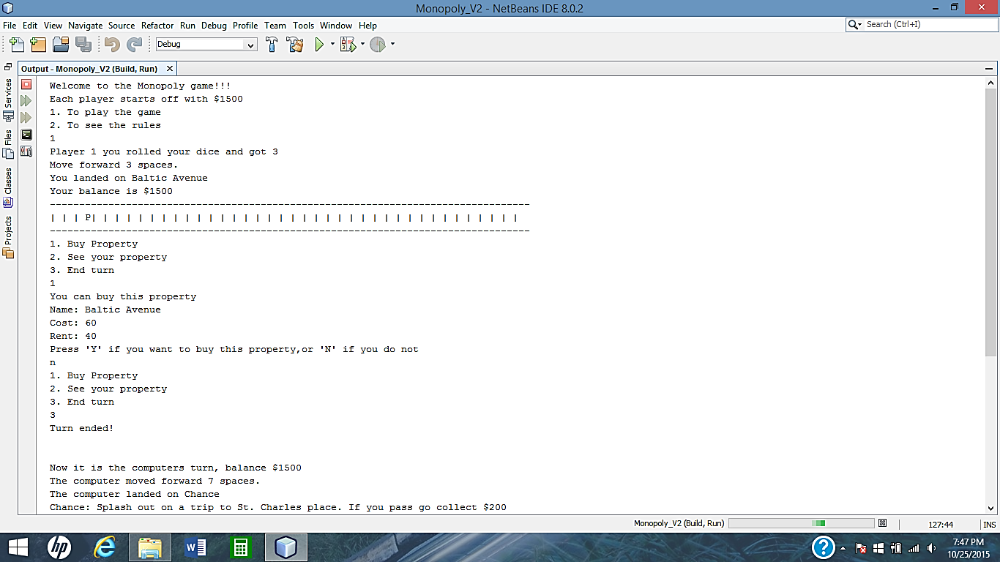 Monopoly_V2 - NetBeans IDE 8.0.2
File Edit View Navigate Source Refactor Run Debug Profile Team Tools Window Help
Search (Ctrl+I)
Debug
Output - Monopoly_V2 (Build, Run)
Services
Files
Classes
Projects
Welcome to the Monopoly game!!!
Each player starts off with $1500
1. To play the game
2. To see the rules
1
Player 1 you rolled your dice and got 3
Move forward 3 spaces.
You landed on Baltic Avenue
Your balance is $1500
----------------------------------------------------------------------------------
| | | P| | | | | | | | | | | | | | | | | | | | | | | | | | | | | | | | | | | | |
----------------------------------------------------------------------------------
1. Buy Property
2. See your property
3. End turn
1
You can buy this property
Name: Baltic Avenue
Cost: 60
Rent: 40
Press 'Y' if you want to buy this property,or 'N' if you do not
n
1. Buy Property
2. See your property
3. End turn
3
Turn ended!
Now it is the computers turn, balance $1500
The computer moved forward 7 spaces.
The computer landed on Chance
Chance: Splash out on a trip to St. Charles place. If you pass go collect $200
Monopoly_V2 (Build, Run)
127:44
INS
hp
7:47 PM
10/25/2015